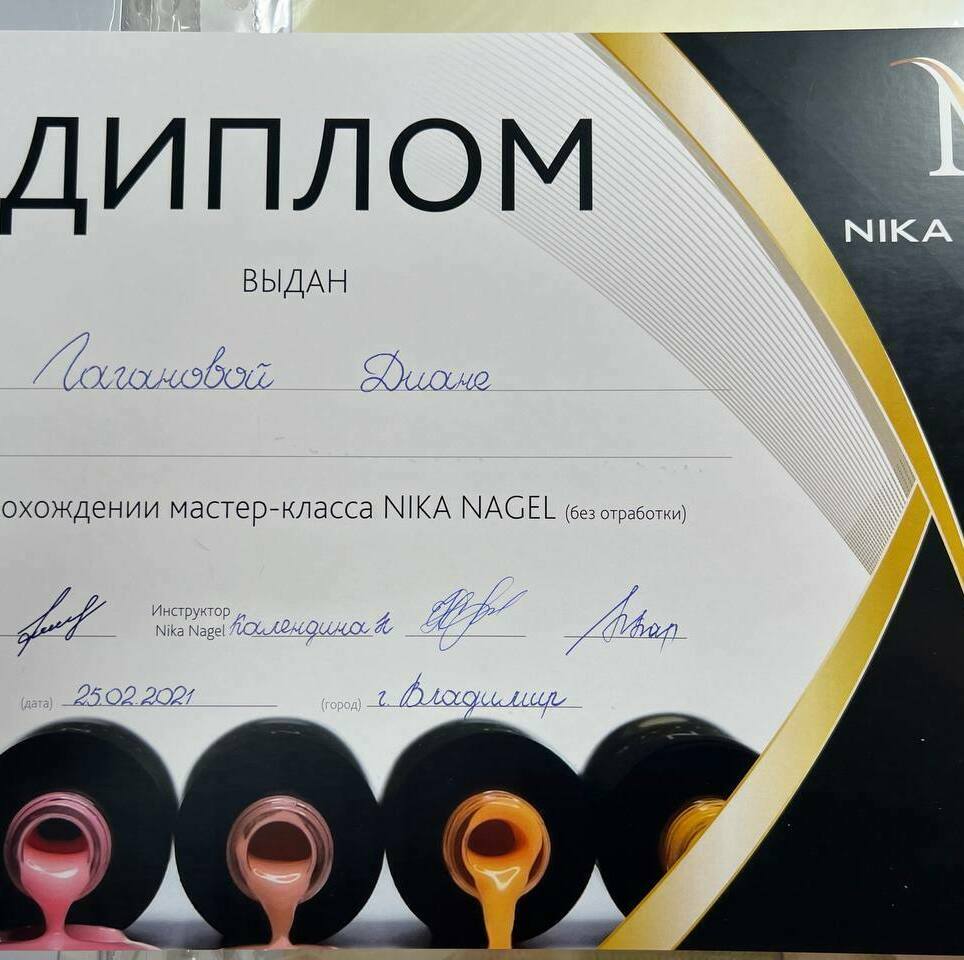 ДИПЛОМ
NIKA
ВЫДАН
Лагановой Диане
охождении мастер-класса NIKA NAGEL (без отработки)
Инструктор
Nika Nagel Календина Н
(дата) 25.02.2021 (город) г. Владимир